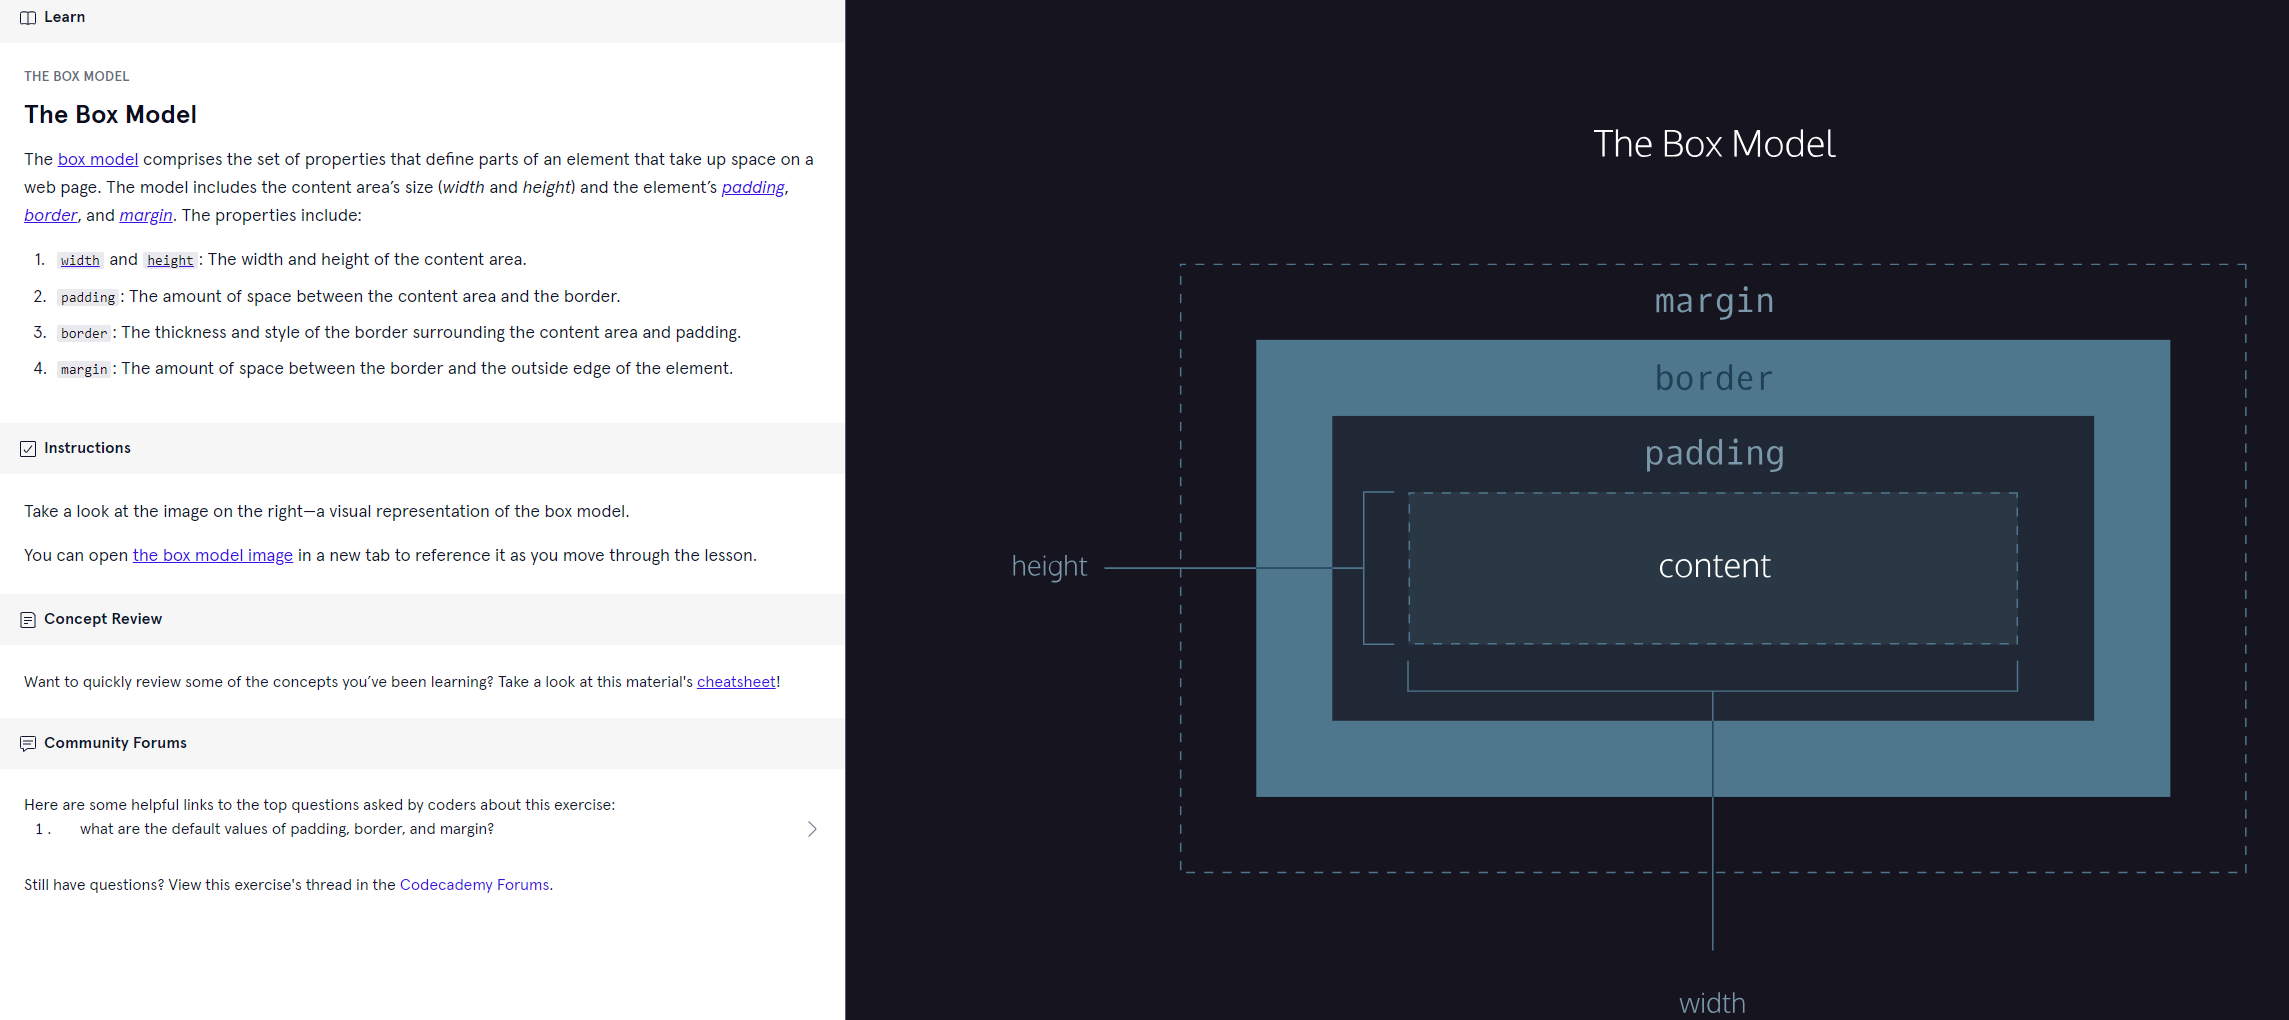 Learn
THE BOX MODEL
The Box Model
The box model comprises the set of properties that define parts of an element that take up space on a
web page. The model includes the content area’s size (width and height) and the element’s padding,
border, and margin. The properties include:
1. width and height: The width and height of the content area.
2. padding: The amount of space between the content area and the border.
3. border: The thickness and style of the border surrounding the content area and padding.
4. margin: The amount of space between the border and the outside edge of the element.
Instructions
Take a look at the image on the right—a visual representation of the box model.
You can open the box model image in a new tab to reference it as you move through the lesson.
Concept Review
Want to quickly review some of the concepts you’ve been learning? Take a look at this material's cheatsheet!
Community Forums
Here are some helpful links to the top questions asked by coders about this exercise:
1. what are the default values of padding, border, and margin?
Still have questions? View this exercise's thread in the Codecademy Forums.
The Box Model
margin
border
padding
height
content
width